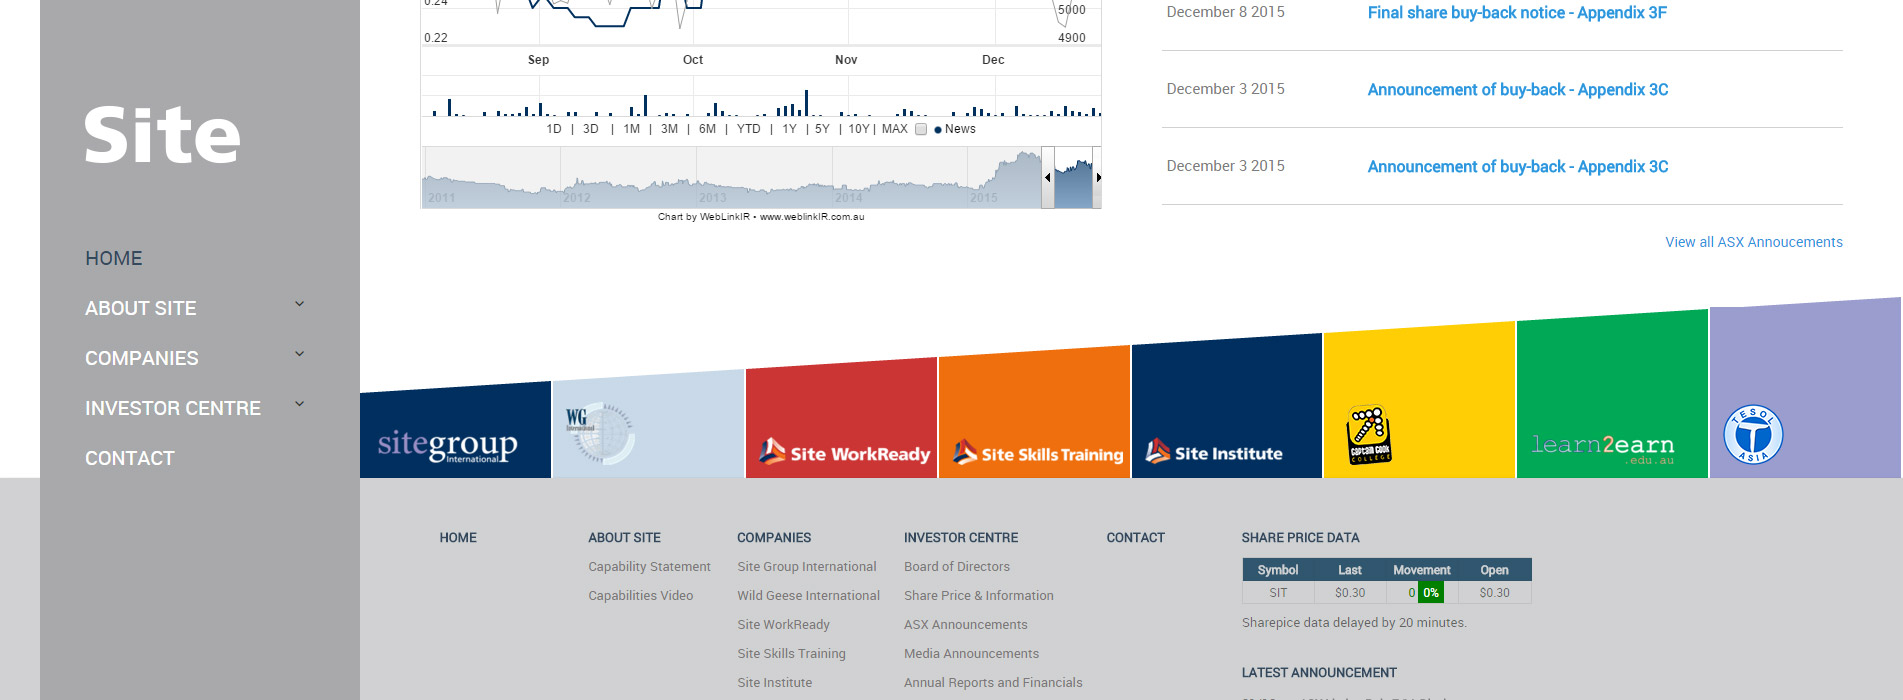 Site
HOME
ABOUT SITE
COMPANIES
INVESTOR CENTRE
CONTACT
0.24
5000
0.22
4900
Sep Oct Nov Dec
1D | 3D | 1M | 3M | 6M | YTD | 1Y | 5Y | 10Y | MAX News
2011 2012 2013 2014 2015
Chart by WebLinkIR • www.weblinkIR.com.au
December 8 2015 Final share buy-back notice - Appendix 3F
December 3 2015 Announcement of buy-back - Appendix 3C
December 3 2015 Announcement of buy-back - Appendix 3C
View all ASX Annoucements
sitegroup
International
WG
International
Site WorkReady
Site Skills Training
Site Institute
Captain Cook
COLLEGE
learn2earn
.edu.au
TESOL
T
ASIA
HOME
ABOUT SITE
Capability Statement
Capabilities Video
COMPANIES
Site Group International
Wild Geese International
Site WorkReady
Site Skills Training
Site Institute
INVESTOR CENTRE
Board of Directors
Share Price & Information
ASX Announcements
Media Announcements
Annual Reports and Financials
CONTACT
SHARE PRICE DATA
Symbol Last Movement Open
SIT $0.30 0 0% $0.30
Sharepice data delayed by 20 minutes.
LATEST ANNOUNCEMENT